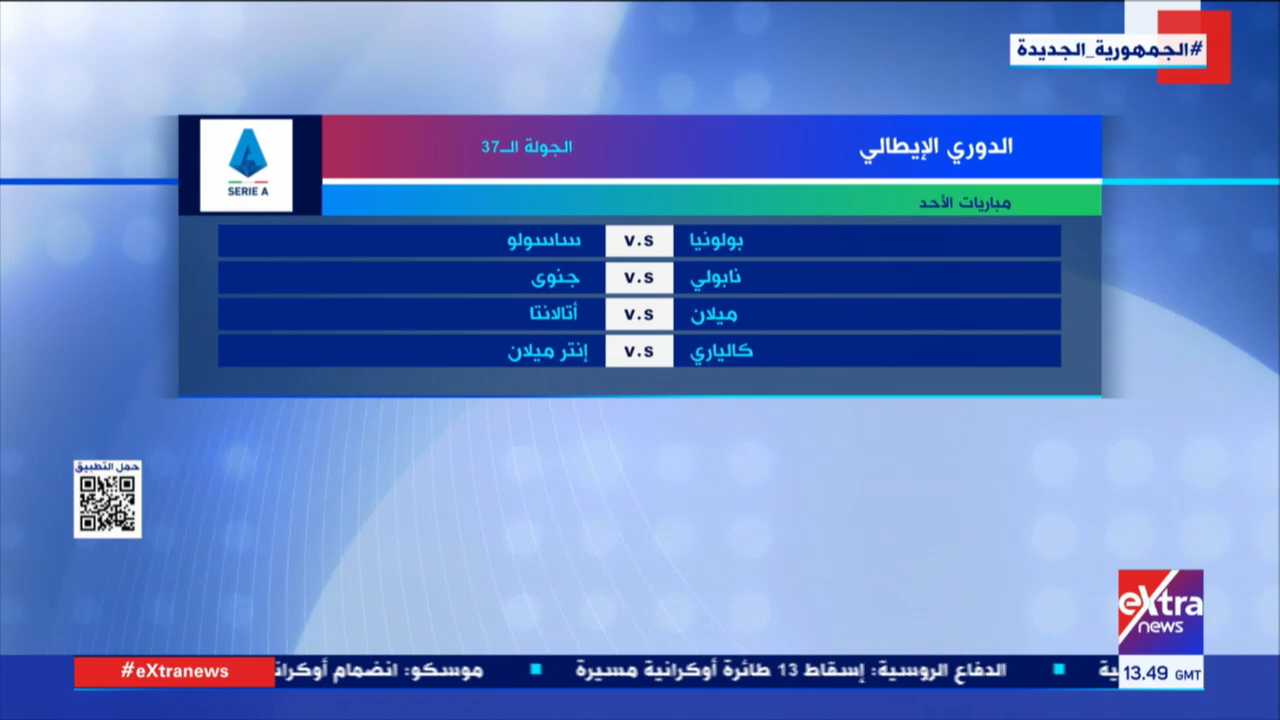 #الجمهورية_الجديدة
الدوري الإيطالي
الجولة الـ37
SERIE A
مباريات الأحد
بولونيا v.s ساسولو
نابولي v.s جنوى
ميلان v.s أتالانتا
كالياري v.s إنتر ميلان
حمل التطبيق
eXtra
news
13.49 GMT
الدفاع الروسية: إسقاط 13 طائرة أوكرانية مسيرة
موسكو: انضمام
#eXtranews